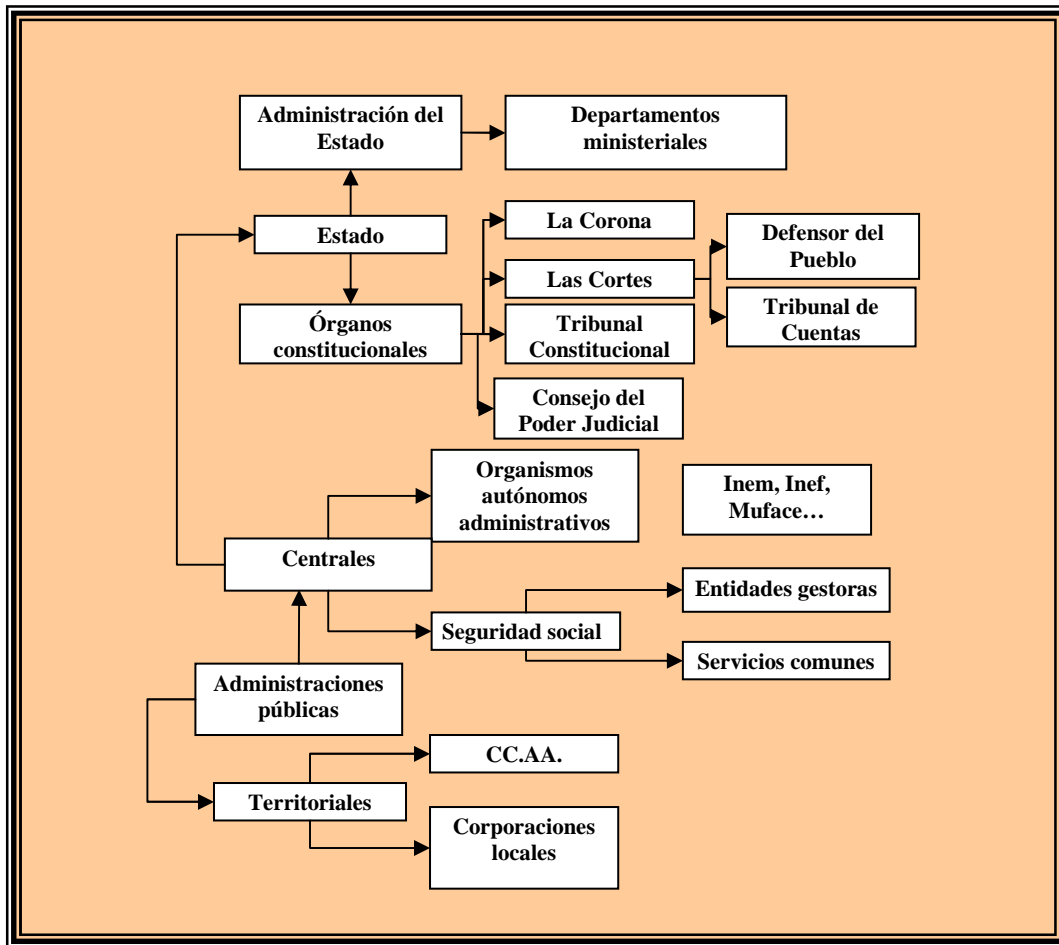 Administración del
Estado
Departamentos
ministeriales
La Corona
Estado
Defensor del
Pueblo
Las Cortes
Órganos
constitucionales
Tribunal
Constitucional
Tribunal de
Cuentas
Consejo del
Poder Judicial
Organismos
autónomos
administrativos
Inem, Inef,
Muface…
Centrales
Entidades gestoras
Seguridad social
Servicios comunes
Administraciones
públicas
CC.AA.
Territoriales
Corporaciones
locales